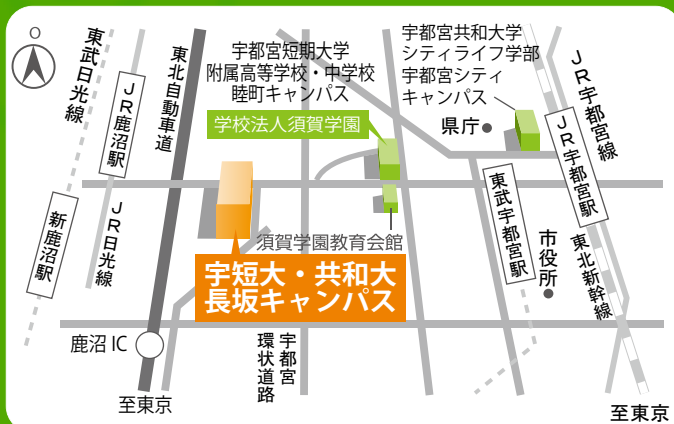 東武日光線
JR鹿沼駅
東北自動車道
宇都宮短期大学
附属高等学校・中学校
睦町キャンパス
学校法人須賀学園
宇都宮共和大学
シティライフ学部
宇都宮シティ
キャンパス
県庁
JR宇都宮線
JR宇都宮駅
新鹿沼駅
JR日光線
須賀学園教育会館
東武宇都宮駅
市役所
東北新幹線
宇短大・共和大
長坂キャンパス
鹿沼 IC
宇都宮
環状道路
至東京
至東京